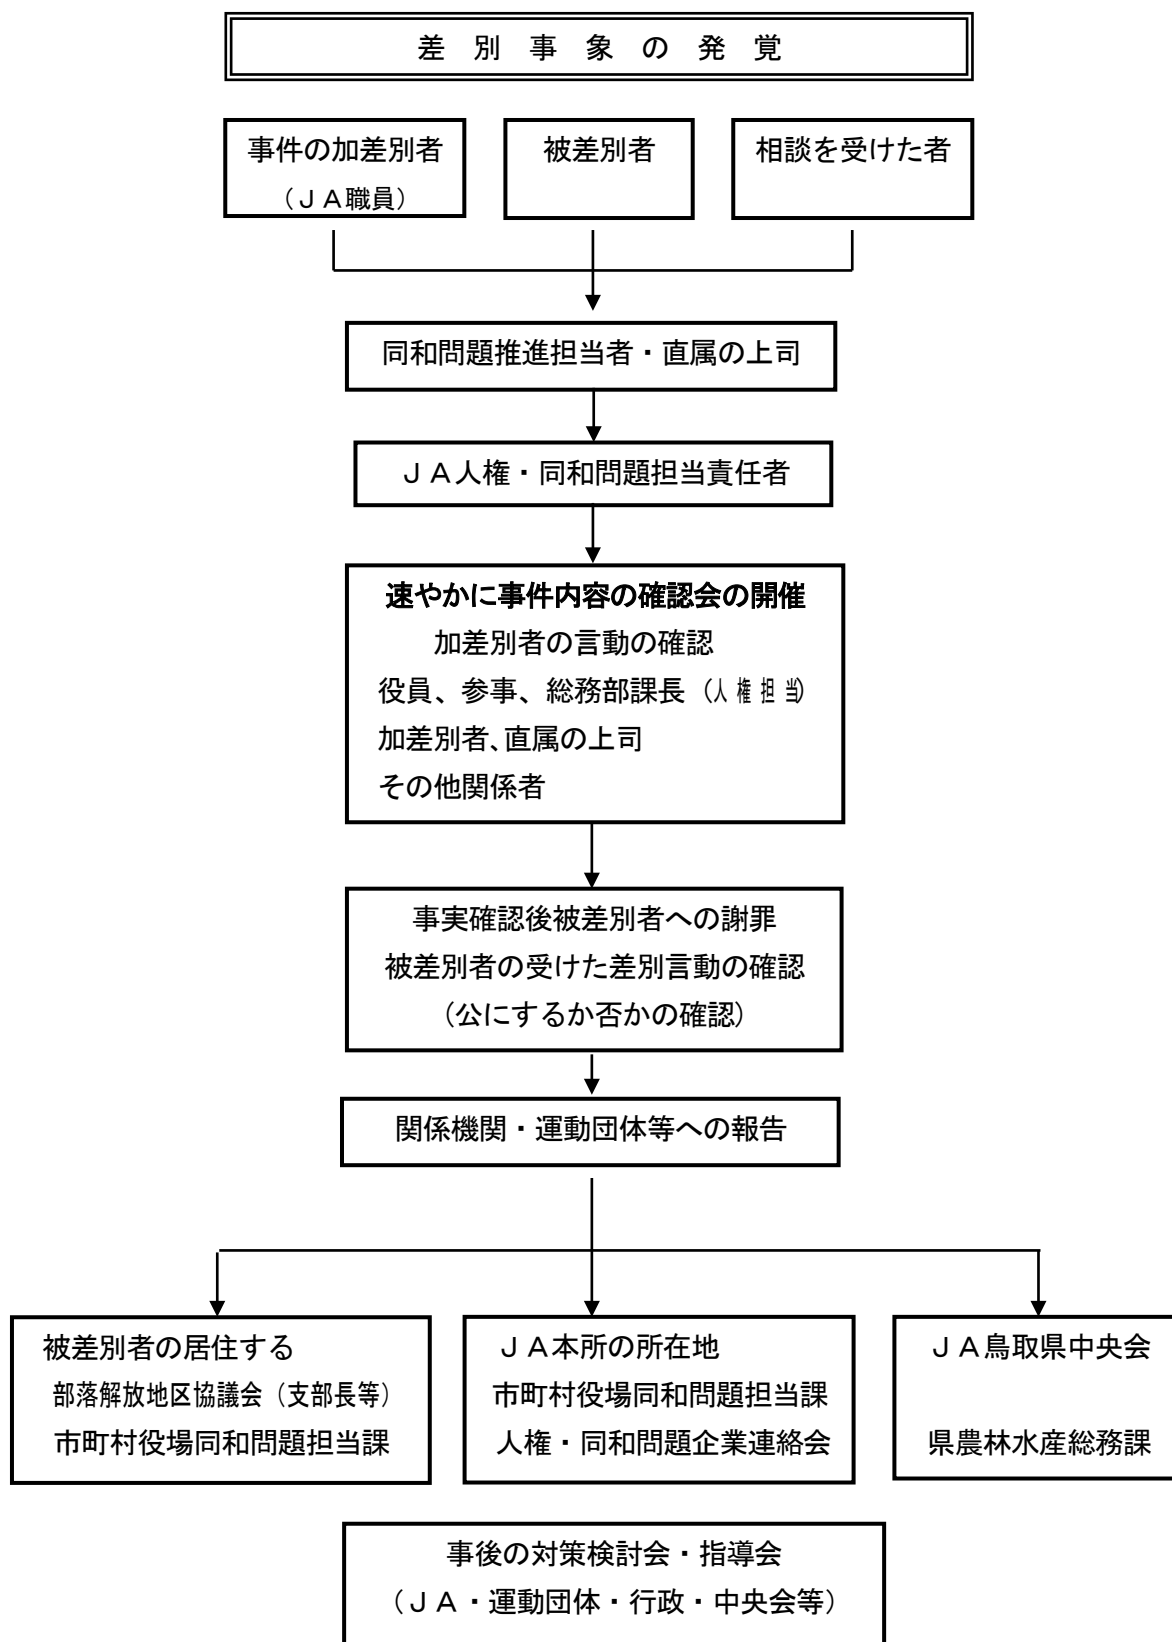 差別事象の発覚
事件の加差別者
（ＪＡ職員）
被差別者
相談を受けた者
同和問題推進担当者・直属の上司
ＪＡ人権・同和問題担当責任者
速やかに事件内容の確認会の開催
加差別者の言動の確認
役員、参事、総務部課長（人権担当）
加差別者、直属の上司
その他関係者
事実確認後被差別者への謝罪
被差別者の受けた差別言動の確認
（公にするか否かの確認）
関係機関・運動団体等への報告
被差別者の居住する
部落解放地区協議会（支部長等）
市町村役場同和問題担当課
ＪＡ本所の所在地
市町村役場同和問題担当課
人権・同和問題企業連絡会
ＪＡ鳥取県中央会
県農林水産総務課
事後の対策検討会・指導会
（ＪＡ・運動団体・行政・中央会等）